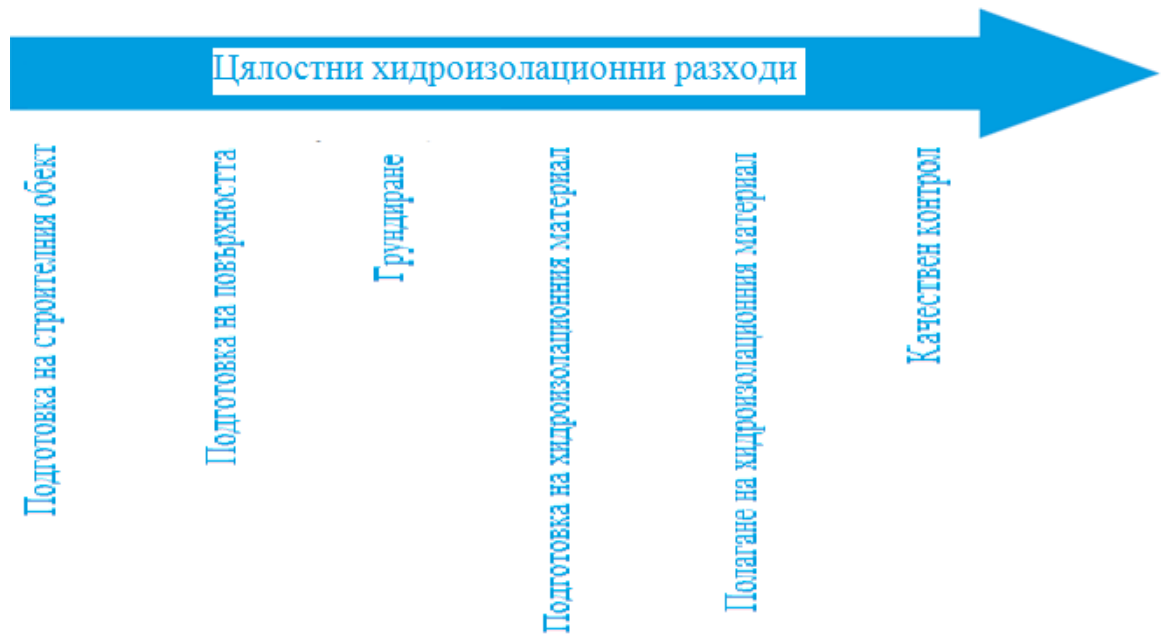 Цялостни хидроизолационни разходи
Подготовка на строителния обект
Подготовка на повърхността
Грундиране
Подготовка на хидроизолационния материал
Полагане на хидроизолационния материал
Качествен контрол